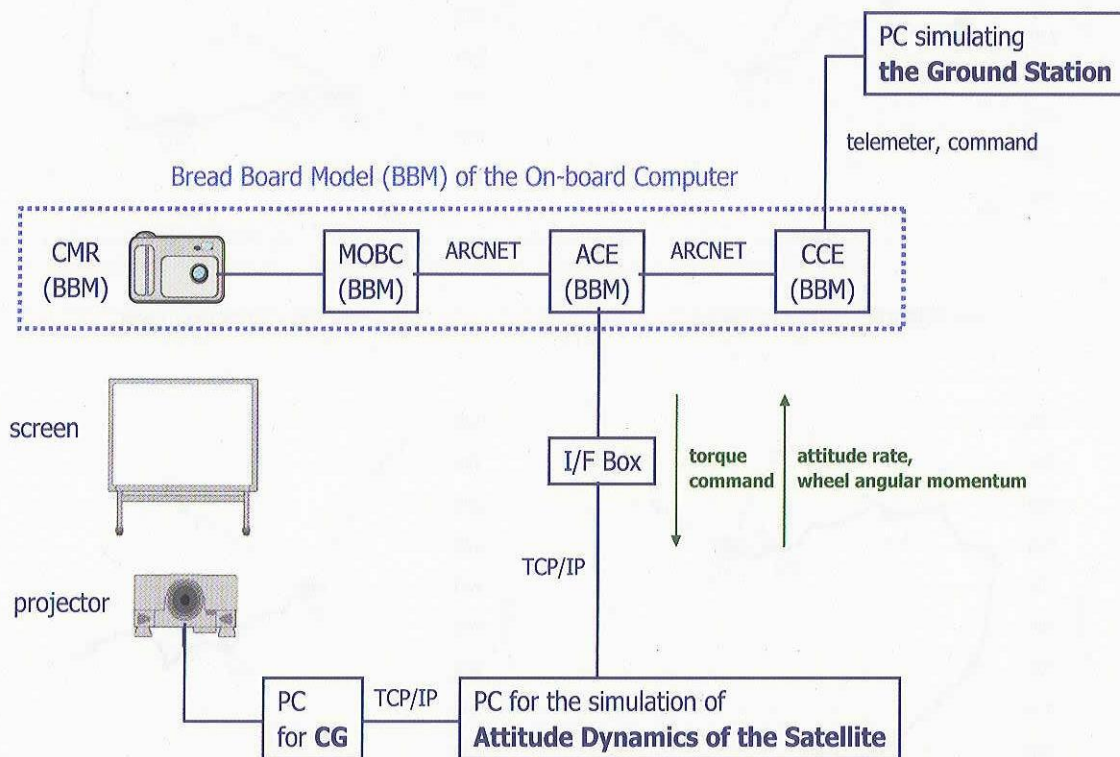 PC simulating
the Ground Station
telemeter, command
Bread Board Model (BBM) of the On-board Computer
CMR
(BBM)
MOBC
(BBM)
ARCNET
ACE
(BBM)
ARCNET
CCE
(BBM)
screen
I/F Box
torque
command
attitude rate,
wheel angular momentum
TCP/IP
projector
PC
for CG
TCP/IP
PC for the simulation of
Attitude Dynamics of the Satellite